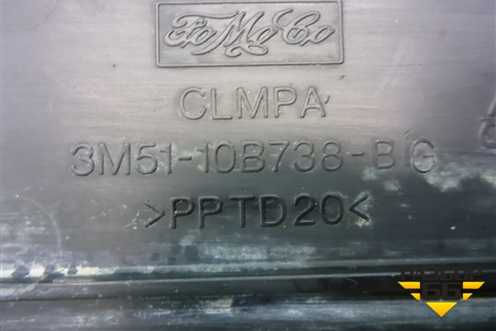 FoMoCo
CLMPA
3M51-10B738-BG
>PPTD20<